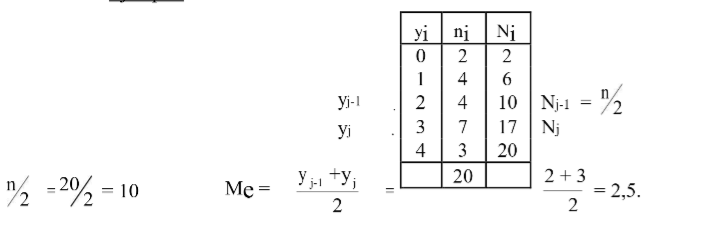 yi ni Ni
0 2 2
1 4 6
yj-1 . 2 4 10 Nj-1 = n/2
yj . 3 7 17 Nj
4 3 20
20
n/2 = 20/2 = 10 Me = (y j-1 + y j)/2 = (2 + 3)/2 = 2,5.